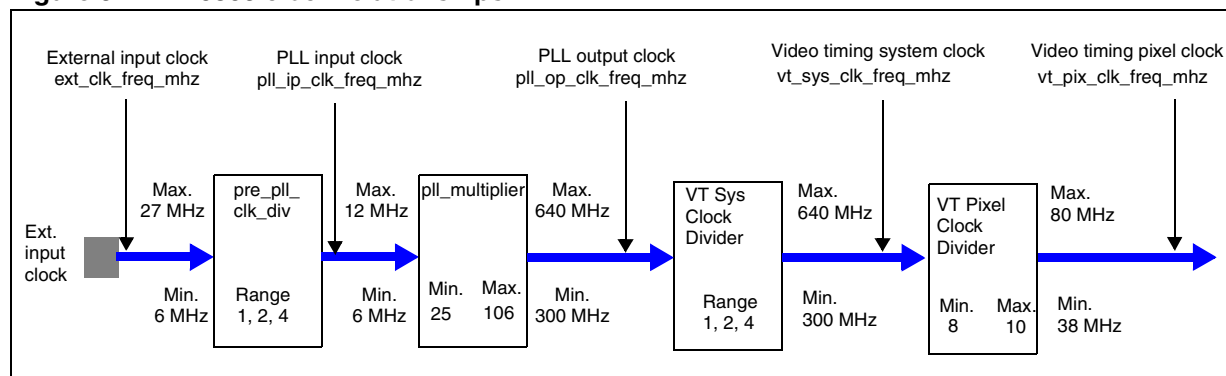 External input clock
ext_clk_freq_mhz
PLL input clock
pll_ip_clk_freq_mhz
PLL output clock
pll_op_clk_freq_mhz
Video timing system clock
vt_sys_clk_freq_mhz
Video timing pixel clock
vt_pix_clk_freq_mhz
Ext.
input
clock
Max.
27 MHz
Min.
6 MHz
pre_pll_
clk_div
Range
1, 2, 4
Max.
12 MHz
Min.
6 MHz
pll_multiplier
Min. Max.
25 106
Max.
640 MHz
Min.
300 MHz
VT Sys
Clock
Divider
Range
1, 2, 4
Max.
640 MHz
Min.
300 MHz
VT Pixel
Clock
Divider
Min. Max.
8 10
Max.
80 MHz
Min.
38 MHz